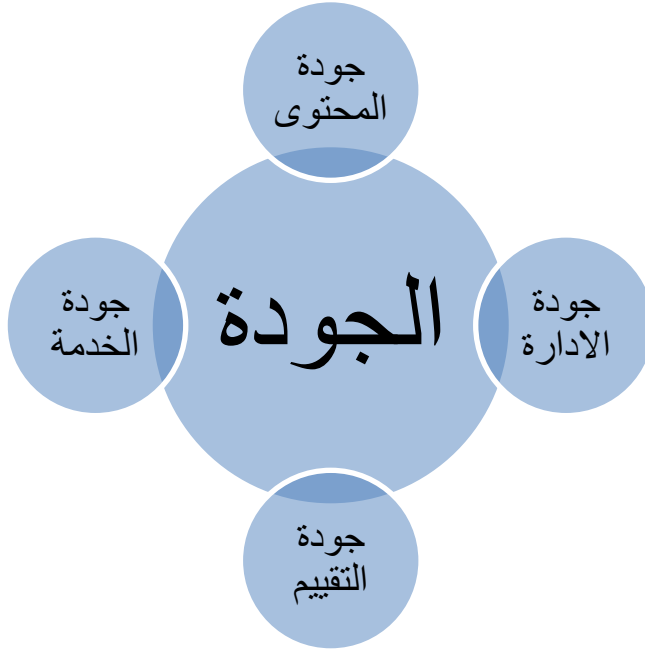 جودة
المحتوى
الجودة
جودة
الادارة
جودة
الخدمة
جودة
التقييم